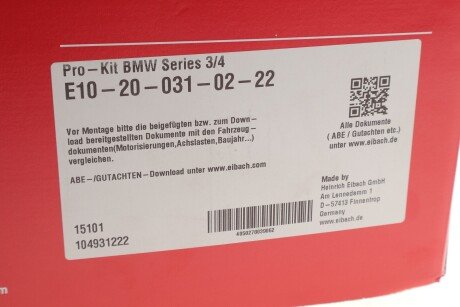 Pro-Kit BMW Series 3/4
E10-20-031-02-22
Vor Montage bitte die beigefügten bzw. zum Down-
load bereitgestellten Dokumente mit den Fahrzeug-
dokumenten(Motorisierungen,Achslasten,Baujahr...)
vergleichen.
ABE-/GUTACHTEN-Download unter www.eibach.com
Alle Dokumente
( ABE / Gutachten etc.)
unter www.eibach.de
Made by
Heinrich Eibach GmbH
Am Lennedamm 1
D-57413 Finnentrop
Germany
www.eibach.de
15101
104931222